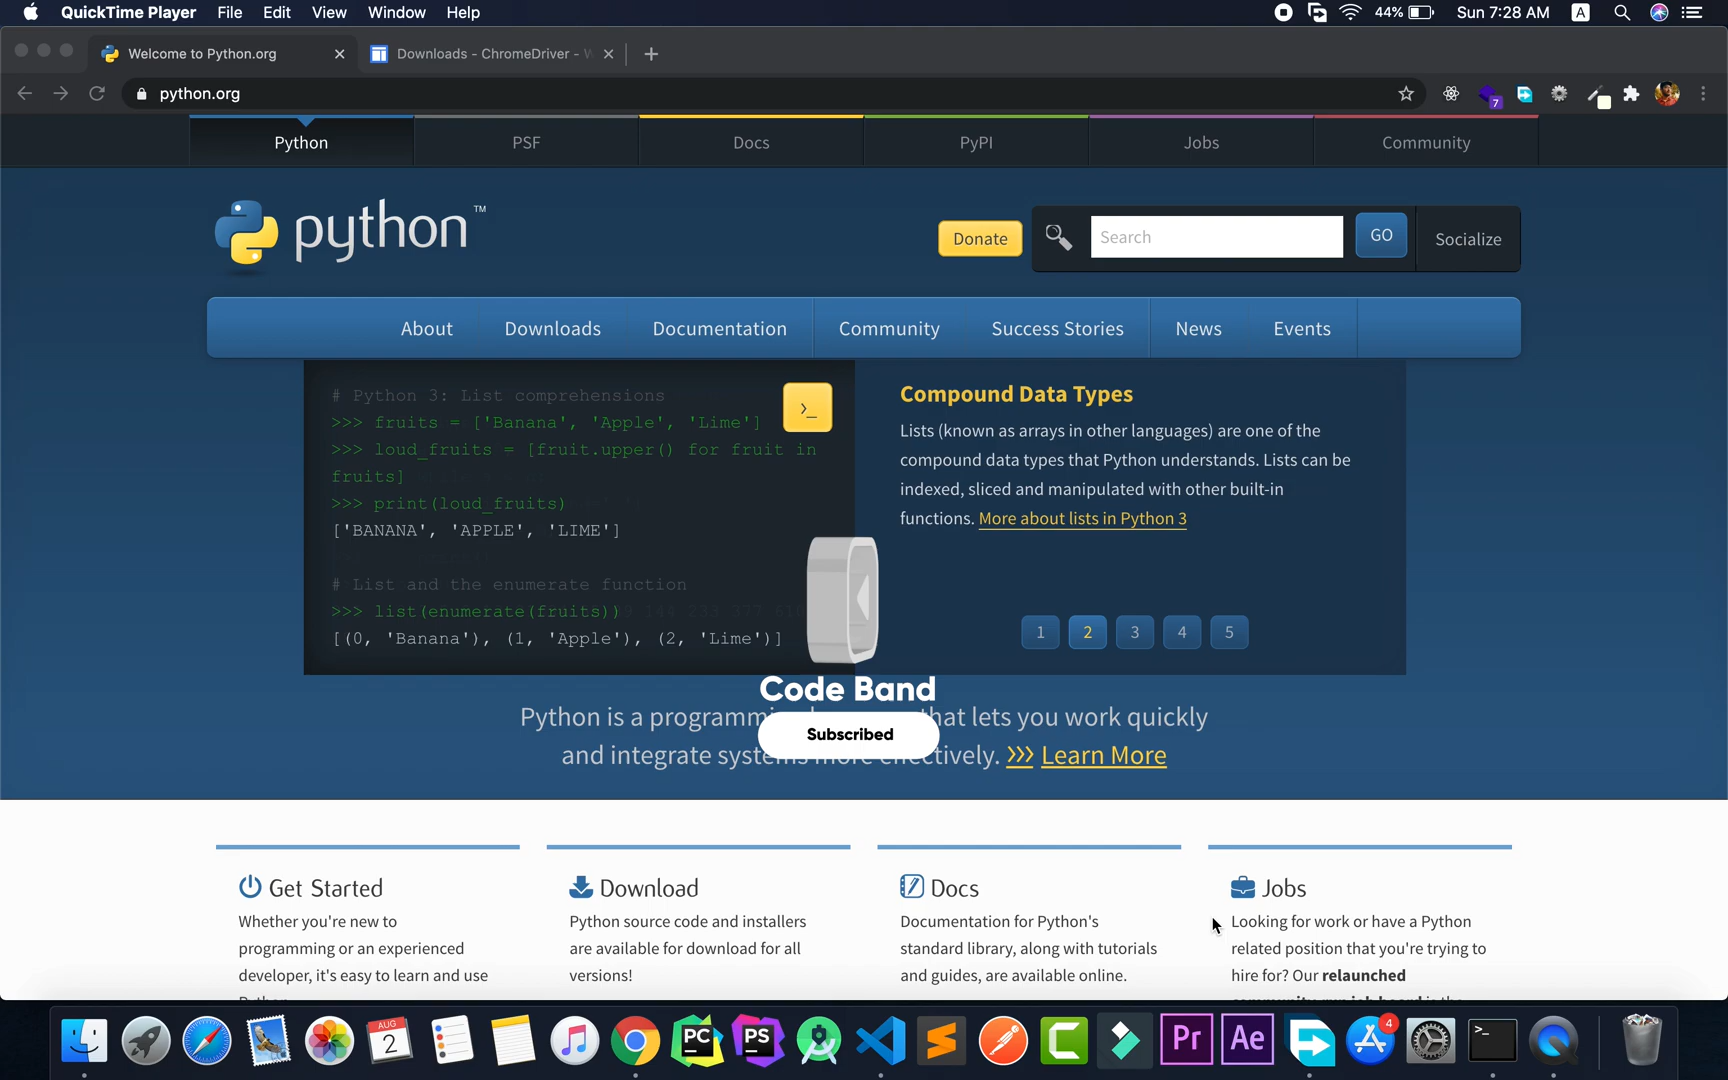 QuickTime Player File Edit View Window Help 44% Sun 7:28 AM A
Welcome to Python.org Downloads - ChromeDriver - W
python.org 7
Python PSF Docs PyPI Jobs Community
python TM
Donate Search GO Socialize
About Downloads Documentation Community Success Stories News Events
# Python 3: List comprehensions
>>> fruits = ['Banana', 'Apple', 'Lime']
>>> loud_fruits = [fruit.upper() for fruit in
fruits]
>>> print(loud_fruits)
['BANANA', 'APPLE', 'LIME']
# List and the enumerate function
>>> list(enumerate(fruits))
[(0, 'Banana'), (1, 'Apple'), (2, 'Lime')]
>_
Compound Data Types
Lists (known as arrays in other languages) are one of the
compound data types that Python understands. Lists can be
indexed, sliced and manipulated with other built-in
functions. More about lists in Python 3
1 2 3 4 5
Code Band
Subscribed
Python is a that lets you work quickly
and integrate >>> Learn More
Get Started
Whether you're new to
programming or an experienced
developer, it's easy to learn and use
Download
Python source code and installers
are available for download for all
versions!
Docs
Documentation for Python's
standard library, along with tutorials
and guides, are available online.
Jobs
Looking for work or have a Python
related position that you're trying to
hire for? Our relaunched
AUG
2
PC PS Pr Ae 4 >_